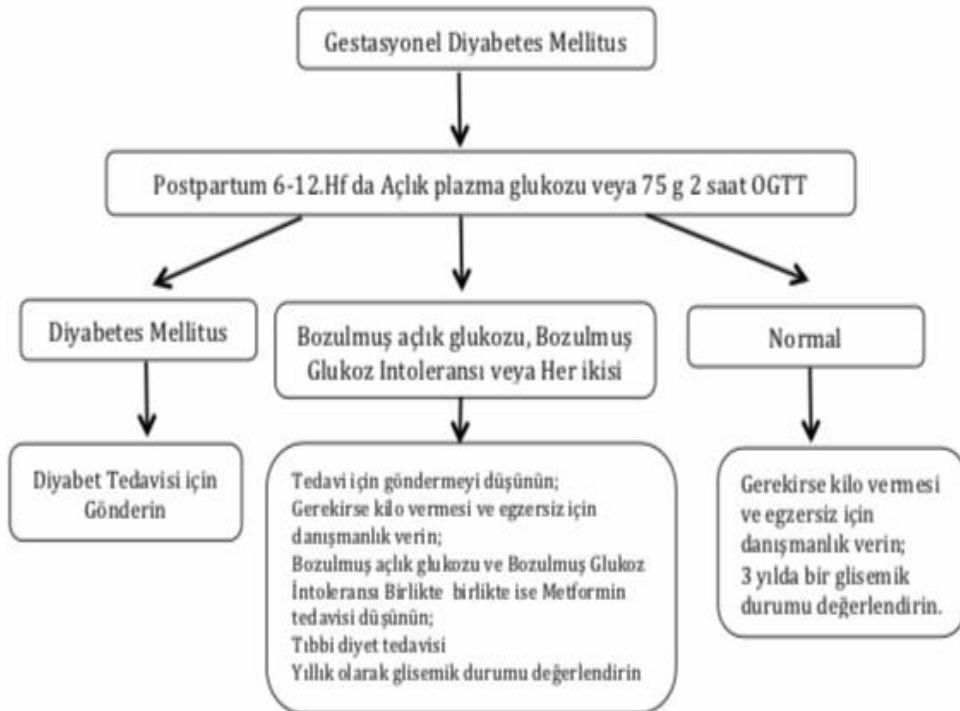 Gestasyonel Diyabetes Mellitus
Postpartum 6-12.Hf da Açlık plazma glukozu veya 75 g 2 saat OGTT
Diyabetes Mellitus
Bozulmuş açlık glukozu, Bozulmuş
Glukoz Intoleransı veya Her ikisi
Normal
Diyabet Tedavisi için
Gönderin
Tedavi için göndermeyi düşünün;
Gerekirse kilo vermesi ve egzersiz için
danışmanlık verin;
Bozulmuş açlık glukozu ve Bozulmuş Glukoz
İntoleransı Birlikte birlikte ise Metformin
tedavisi düşünün;
Tıbbi diyet tedavisi
Yıllık olarak glisemik durumu değerlendirin
Gerekirse kilo vermesi
ve egzersiz için
danışmanlık verin;
3 yılda bir glisemik
durumu değerlendirin.